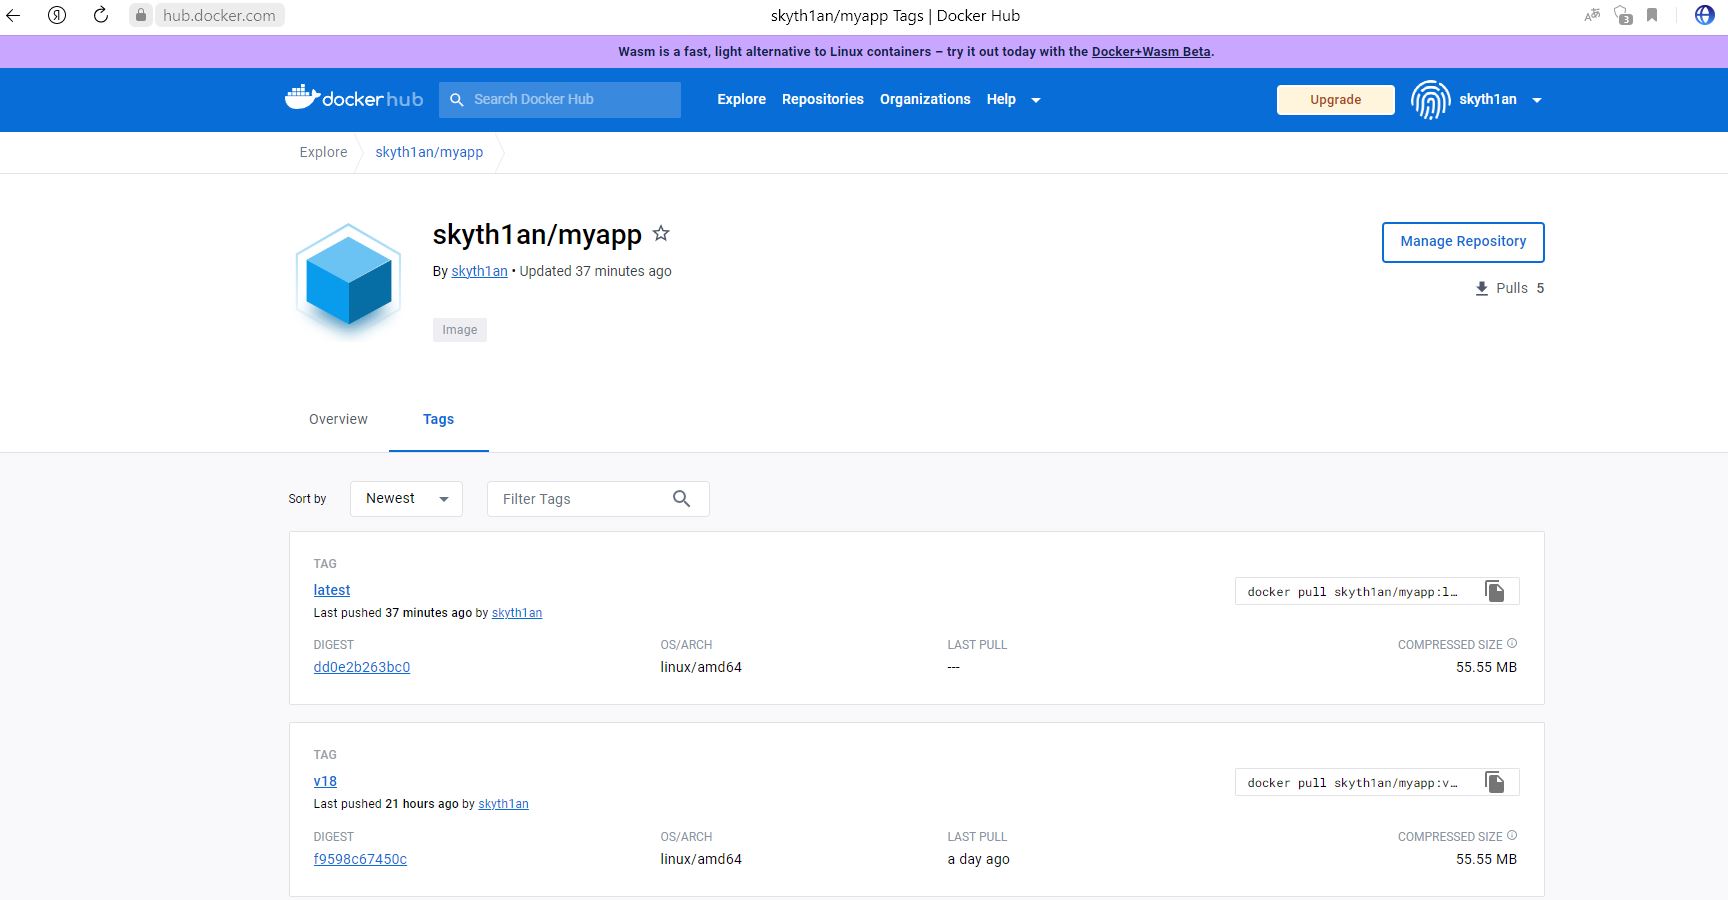 Я hub.docker.com skyth1an/myapp Tags | Docker Hub 3
Wasm is a fast, light alternative to Linux containers – try it out today with the Docker+Wasm Beta.
dockerhub Search Docker Hub Explore Repositories Organizations Help Upgrade skyth1an
Explore skyth1an/myapp
skyth1an/myapp
Manage Repository
By skyth1an • Updated 37 minutes ago
Pulls 5
Image
Overview Tags
Sort by Newest Filter Tags
TAG
latest
docker pull skyth1an/myapp:l…
Last pushed 37 minutes ago by skyth1an
DIGEST OS/ARCH LAST PULL COMPRESSED SIZE
dd0e2b263bc0 linux/amd64 --- 55.55 MB
TAG
v18
docker pull skyth1an/myapp:v…
Last pushed 21 hours ago by skyth1an
DIGEST OS/ARCH LAST PULL COMPRESSED SIZE
f9598c67450c linux/amd64 a day ago 55.55 MB